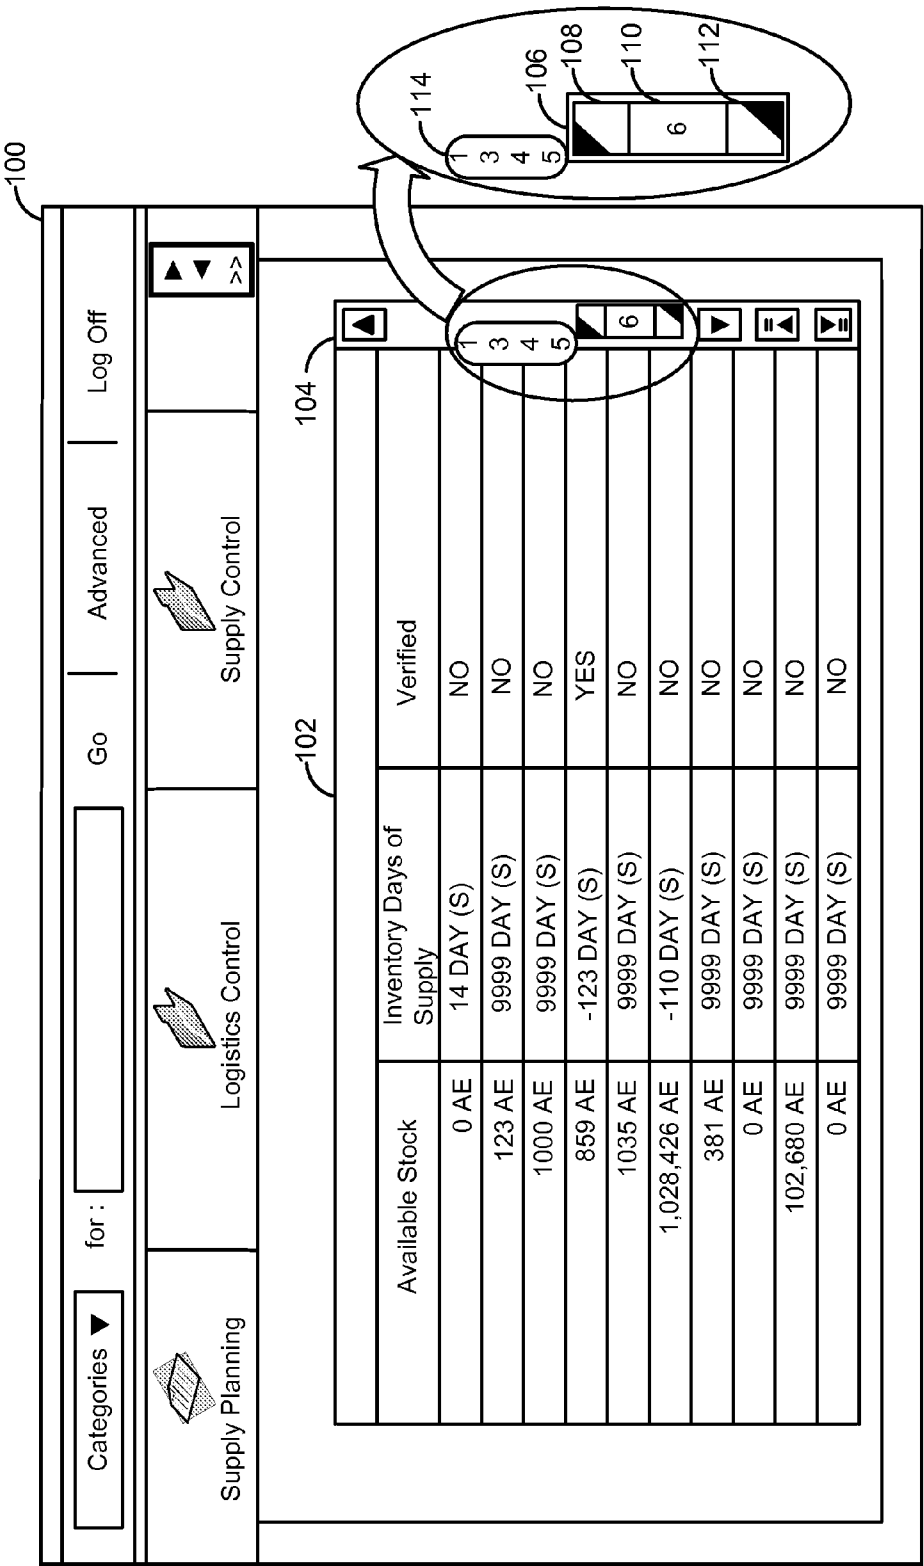 100
Categories ▼ for : Go | Advanced | Log Off
Supply Planning Logistics Control Supply Control >>
102 104
Available Stock Inventory Days of Supply Verified
0 AE 14 DAY (S) NO
123 AE 9999 DAY (S) NO
1000 AE 9999 DAY (S) NO
859 AE -123 DAY (S) YES
1035 AE 9999 DAY (S) NO
1,028,426 AE -110 DAY (S) NO
381 AE 9999 DAY (S) NO
0 AE 9999 DAY (S) NO
102,680 AE 9999 DAY (S) NO
0 AE 9999 DAY (S) NO
1
3
4
5
6
114
1
3
4
5
106
108
6
110
112